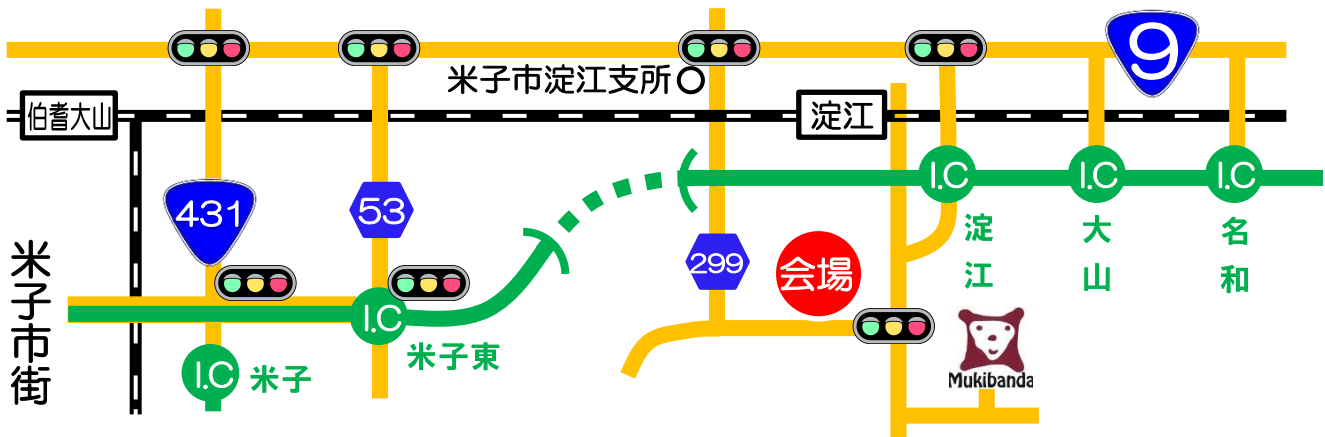 9
米子市淀江支所
伯耆大山
淀江
I.C
I.C
I.C
431
53
淀江
大山
名和
299
会場
米子市街
I.C
米子東
I.C
米子
Mukibanda